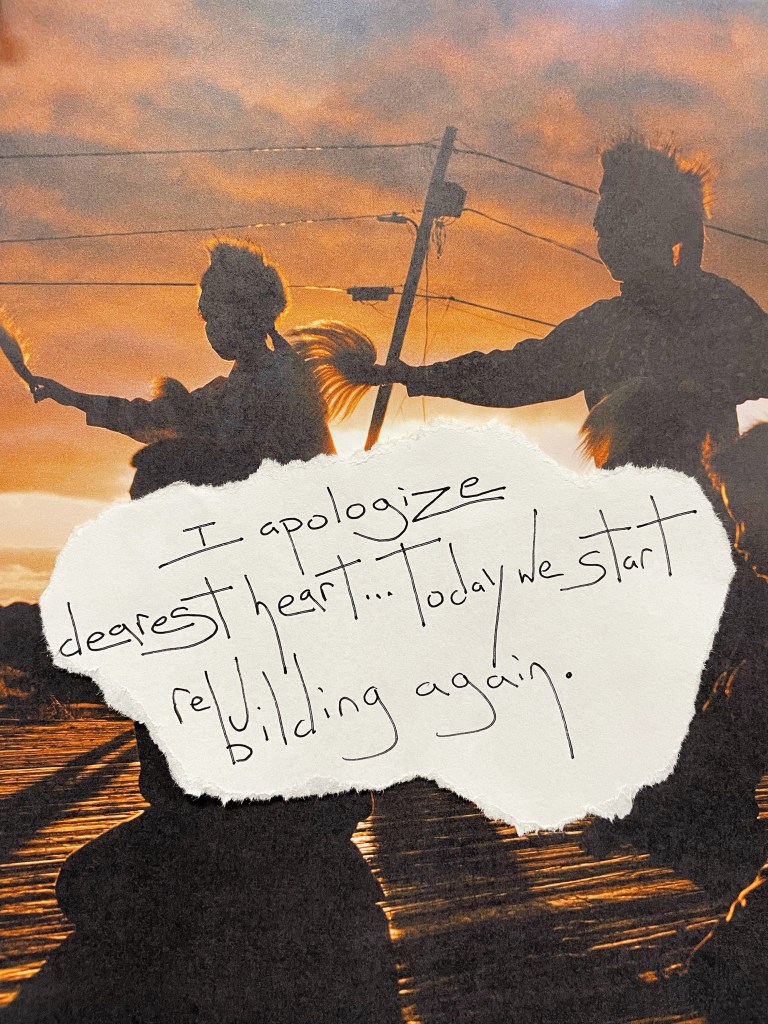 I apologize
dearest heart... Today we start
rebuilding again.